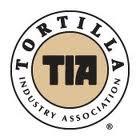 TORTILLA
TIA
INDUSTRY ASSOCIATION
®